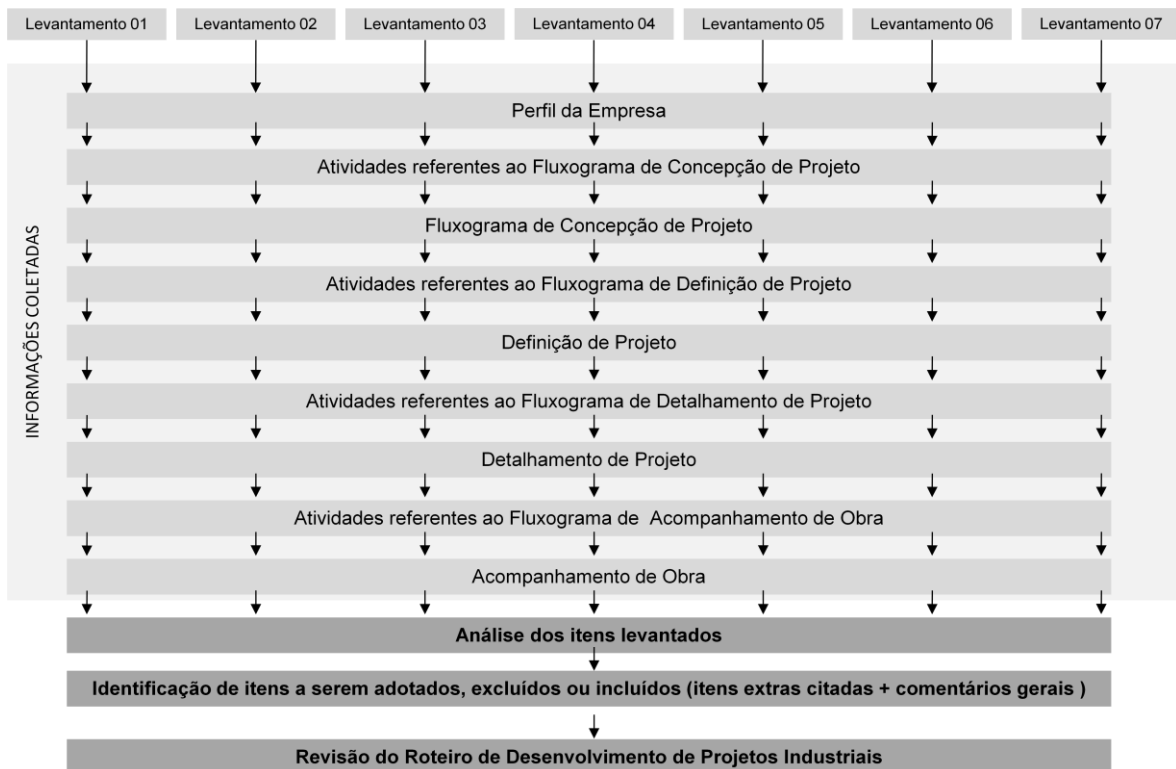 Levantamento 01
Levantamento 02
Levantamento 03
Levantamento 04
Levantamento 05
Levantamento 06
Levantamento 07
INFORMAÇÕES COLETADAS
Perfil da Empresa
Atividades referentes ao Fluxograma de Concepção de Projeto
Fluxograma de Concepção de Projeto
Atividades referentes ao Fluxograma de Definição de Projeto
Definição de Projeto
Atividades referentes ao Fluxograma de Detalhamento de Projeto
Detalhamento de Projeto
Atividades referentes ao Fluxograma de Acompanhamento de Obra
Acompanhamento de Obra
Análise dos itens levantados
Identificação de itens a serem adotados, excluídos ou incluídos (itens extras citadas + comentários gerais )
Revisão do Roteiro de Desenvolvimento de Projetos Industriais